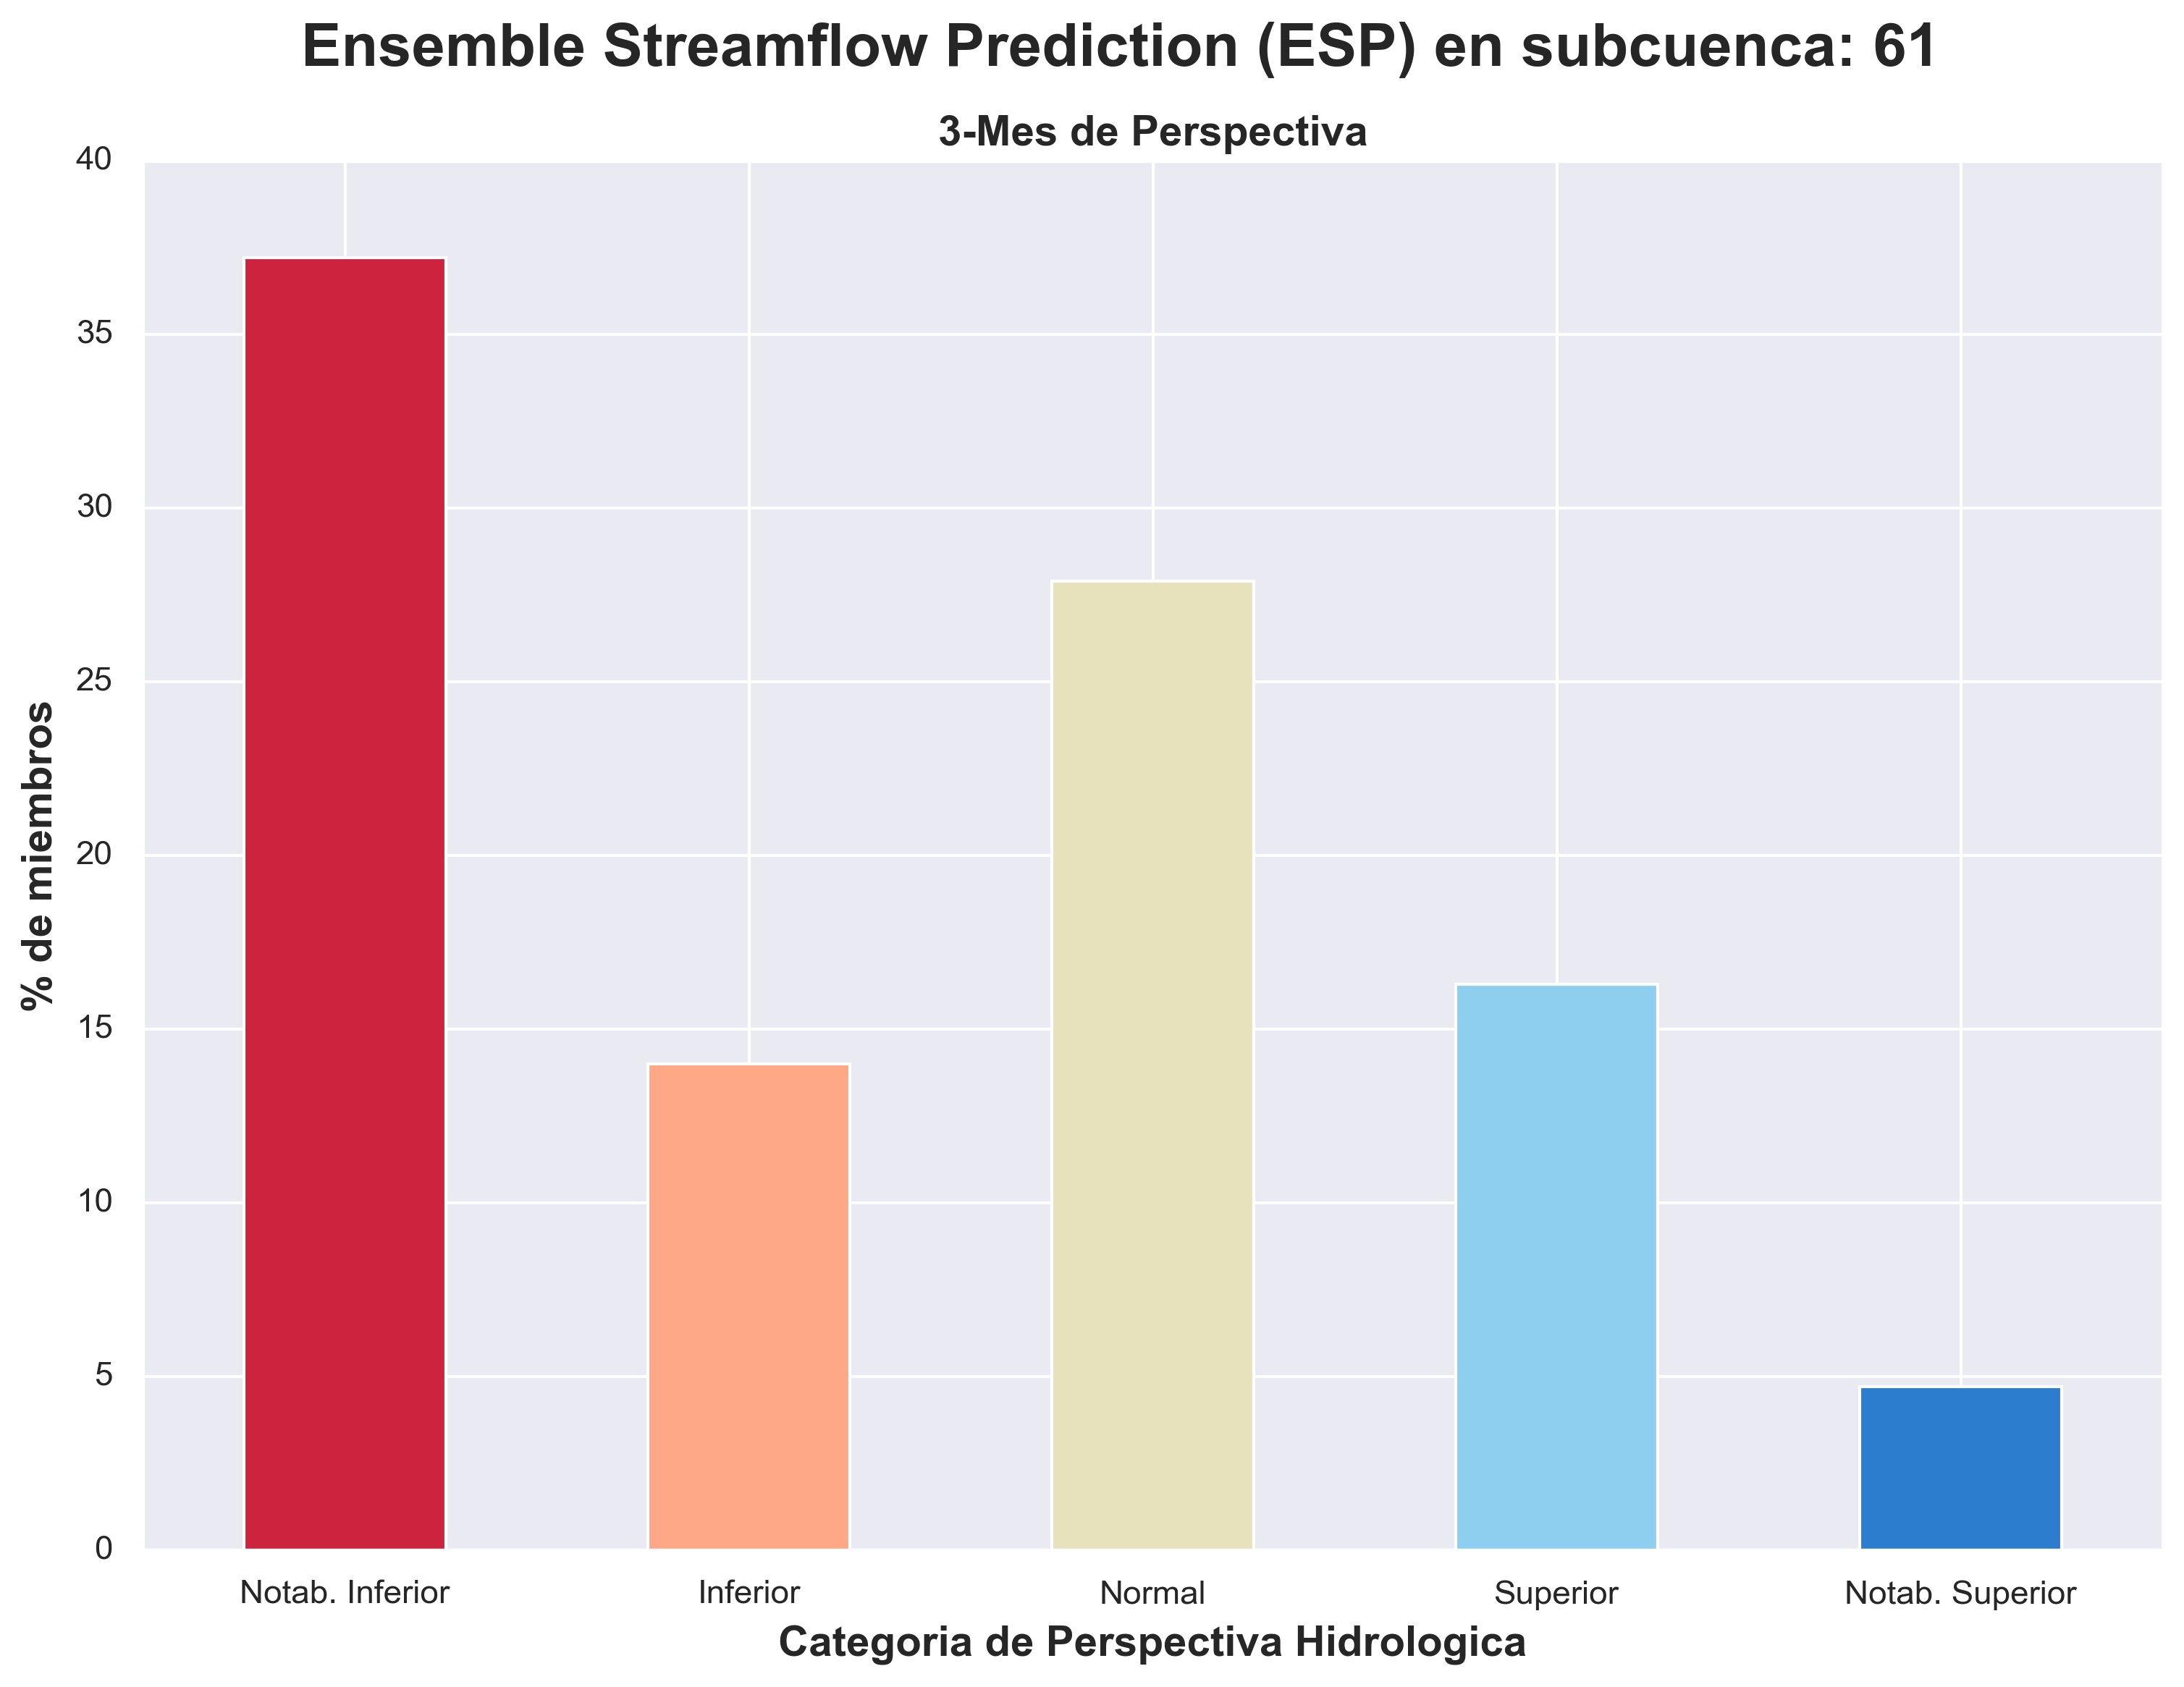 Ensemble Streamflow Prediction (ESP) en subcuenca: 61
3-Mes de Perspectiva
40
35
30
25
20
15
10
5
0
% de miembros
Notab. Inferior
Inferior
Normal
Superior
Notab. Superior
Categoria de Perspectiva Hidrologica